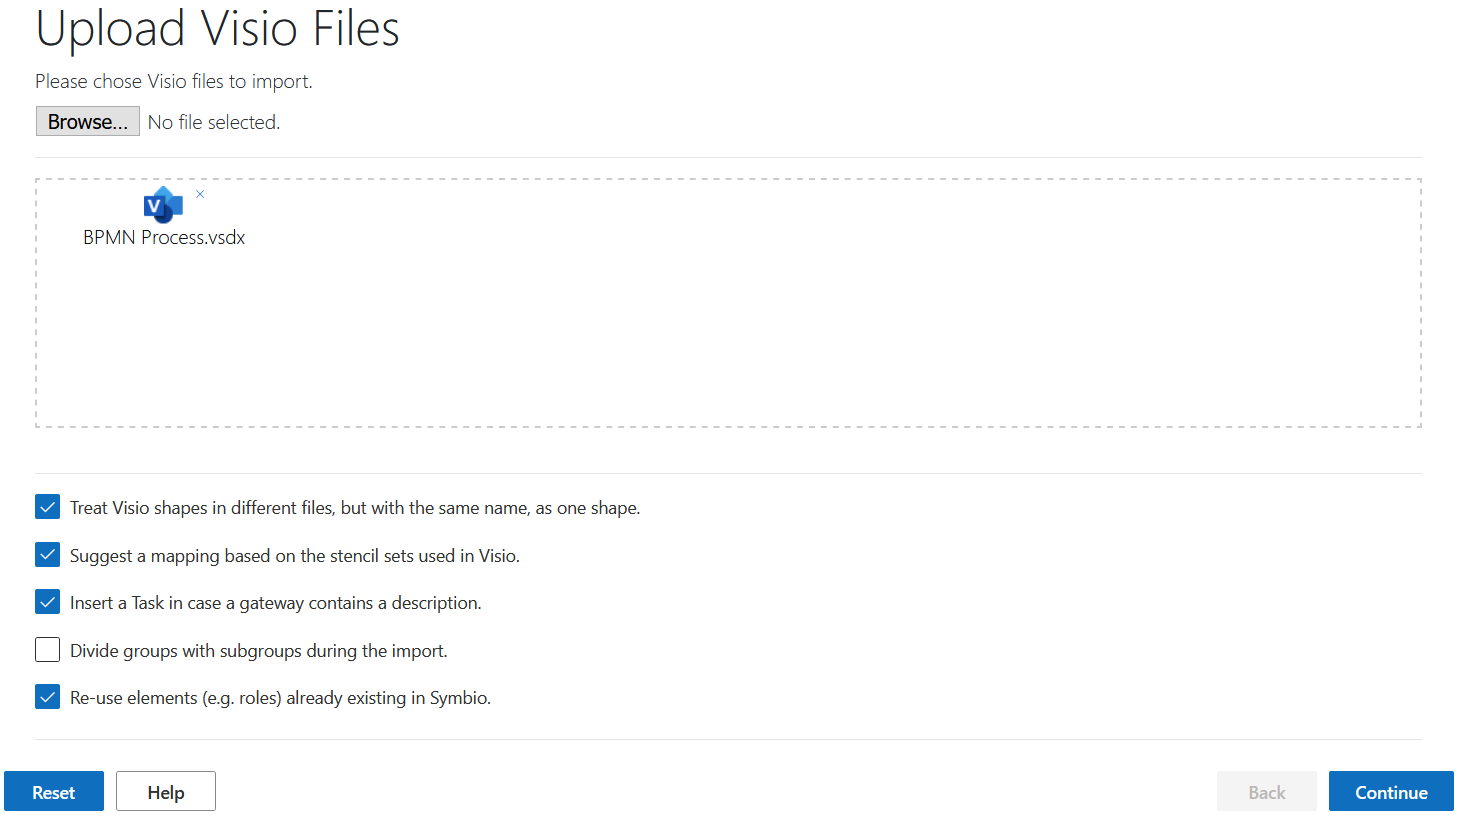 Upload Visio Files
Please chose Visio files to import.
Browse... No file selected.
V
BPMN Process.vsdx
Treat Visio shapes in different files, but with the same name, as one shape.
Suggest a mapping based on the stencil sets used in Visio.
Insert a Task in case a gateway contains a description.
Divide groups with subgroups during the import.
Re-use elements (e.g. roles) already existing in Symbio.
Reset Help Back Continue